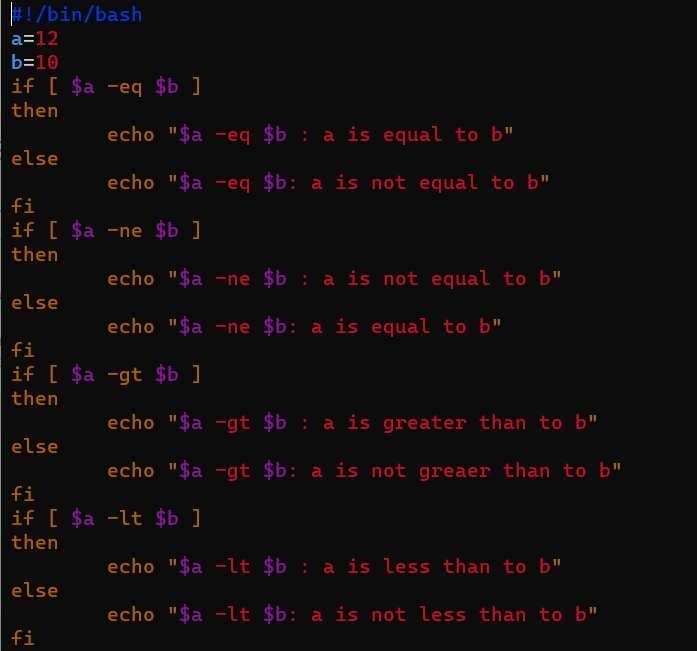 #!/bin/bash
a=12
b=10
if [ $a -eq $b ]
then
        echo "$a -eq $b : a is equal to b"
else
        echo "$a -eq $b: a is not equal to b"
fi
if [ $a -ne $b ]
then
        echo "$a -ne $b : a is not equal to b"
else
        echo "$a -ne $b: a is equal to b"
fi
if [ $a -gt $b ]
then
        echo "$a -gt $b : a is greater than to b"
else
        echo "$a -gt $b: a is not greaer than to b"
fi
if [ $a -lt $b ]
then
        echo "$a -lt $b : a is less than to b"
else
        echo "$a -lt $b: a is not less than to b"
fi